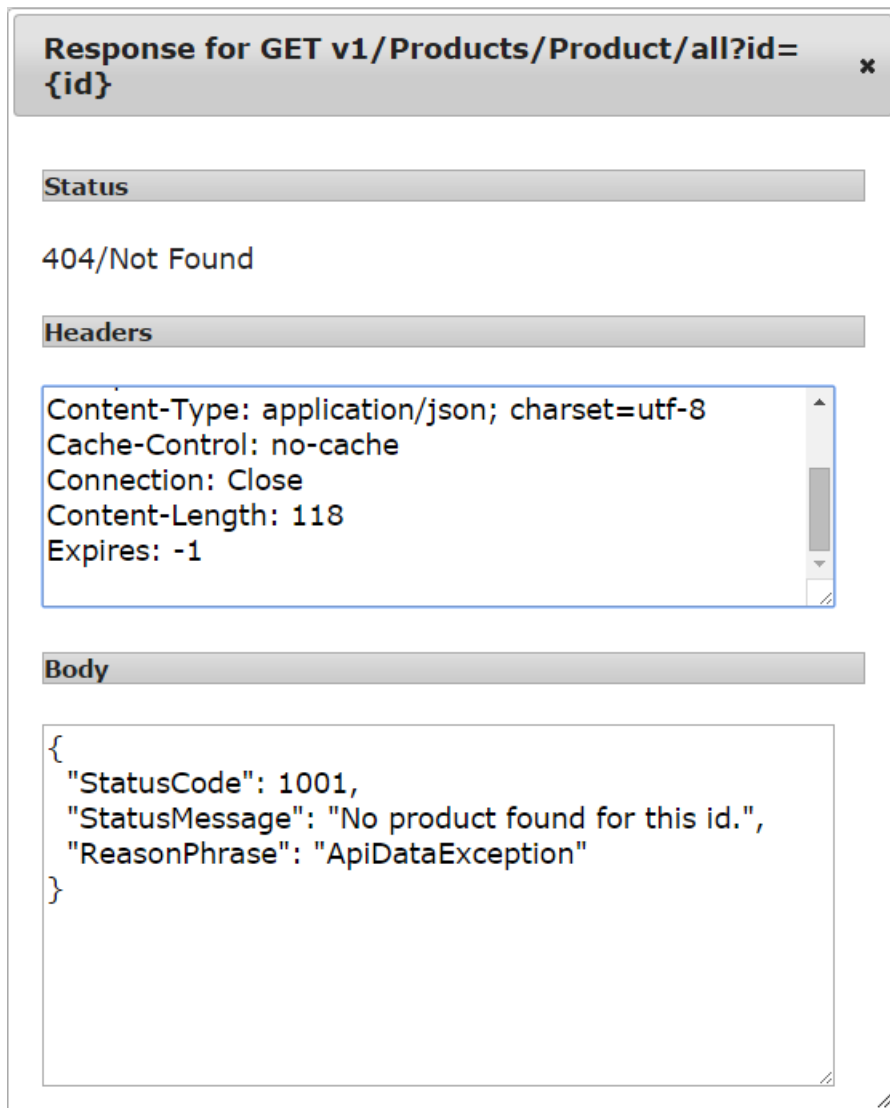 Response for GET v1/Products/Product/all?id=
{id}
Status
404/Not Found
Headers
Content-Type: application/json; charset=utf-8
Cache-Control: no-cache
Connection: Close
Content-Length: 118
Expires: -1
Body
{
  "StatusCode": 1001,
  "StatusMessage": "No product found for this id.",
  "ReasonPhrase": "ApiDataException"
}